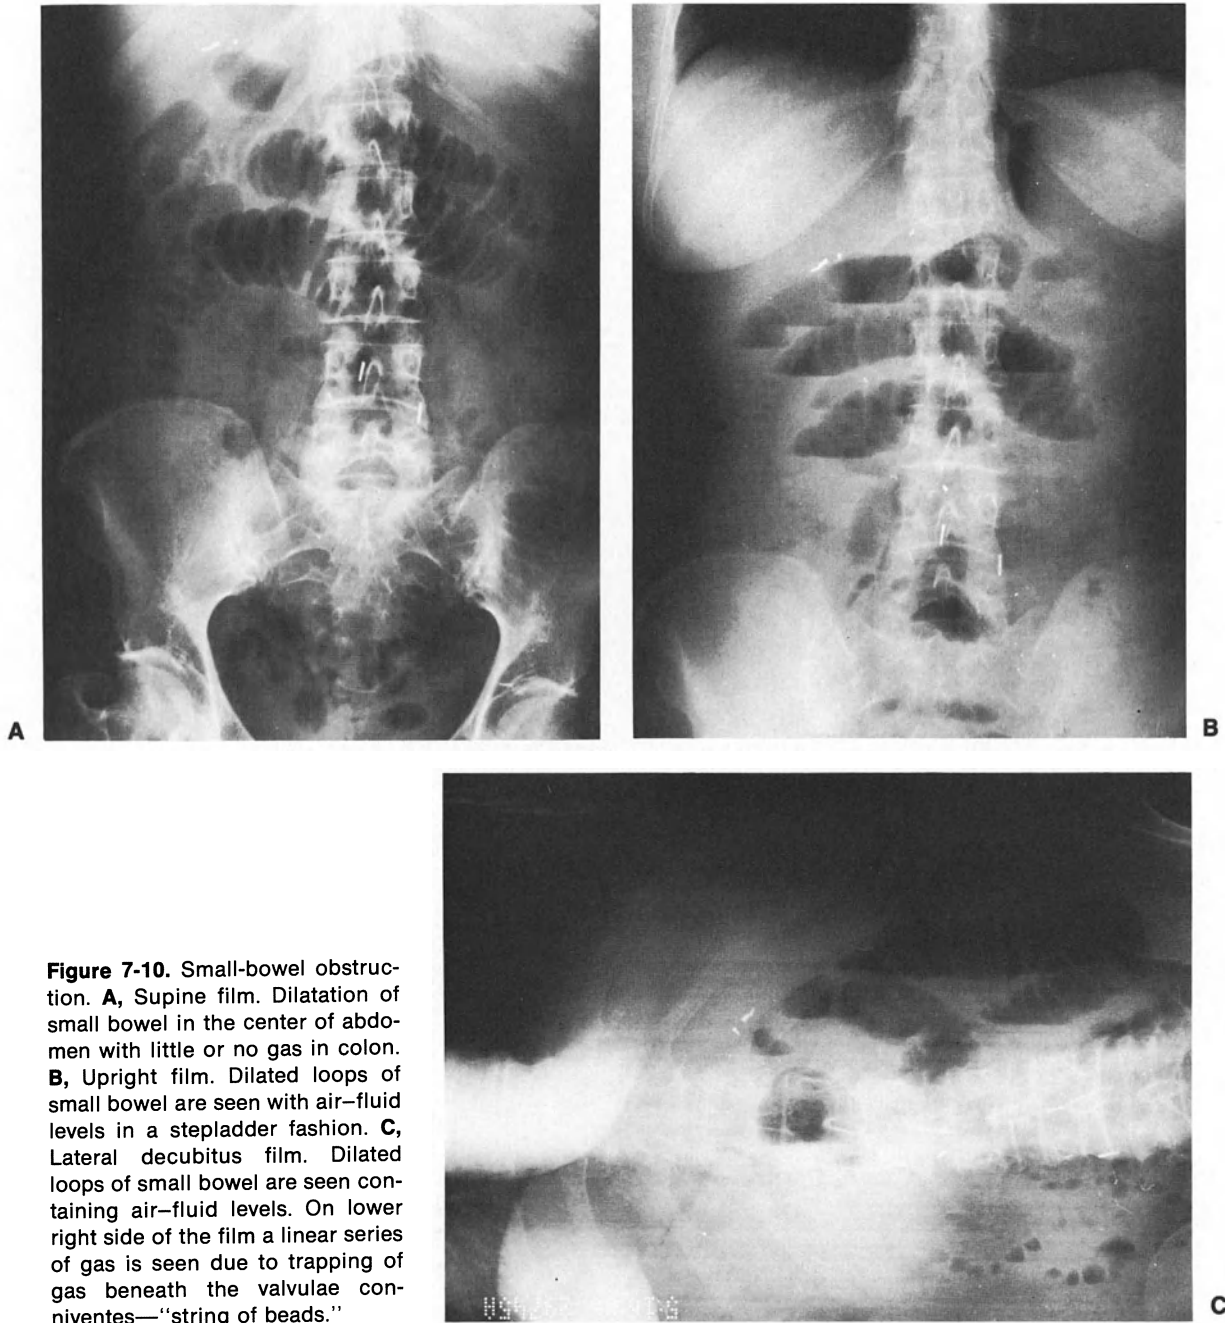 A
B
C
Figure 7-10. Small-bowel obstruc-
tion. A, Supine film. Dilatation of
small bowel in the center of abdo-
men with little or no gas in colon.
B, Upright film. Dilated loops of
small bowel are seen with air–fluid
levels in a stepladder fashion. C,
Lateral decubitus film. Dilated
loops of small bowel are seen con-
taining air–fluid levels. On lower
right side of the film a linear series
of gas is seen due to trapping of
gas beneath the valvulae con-
niventes—“string of beads.”